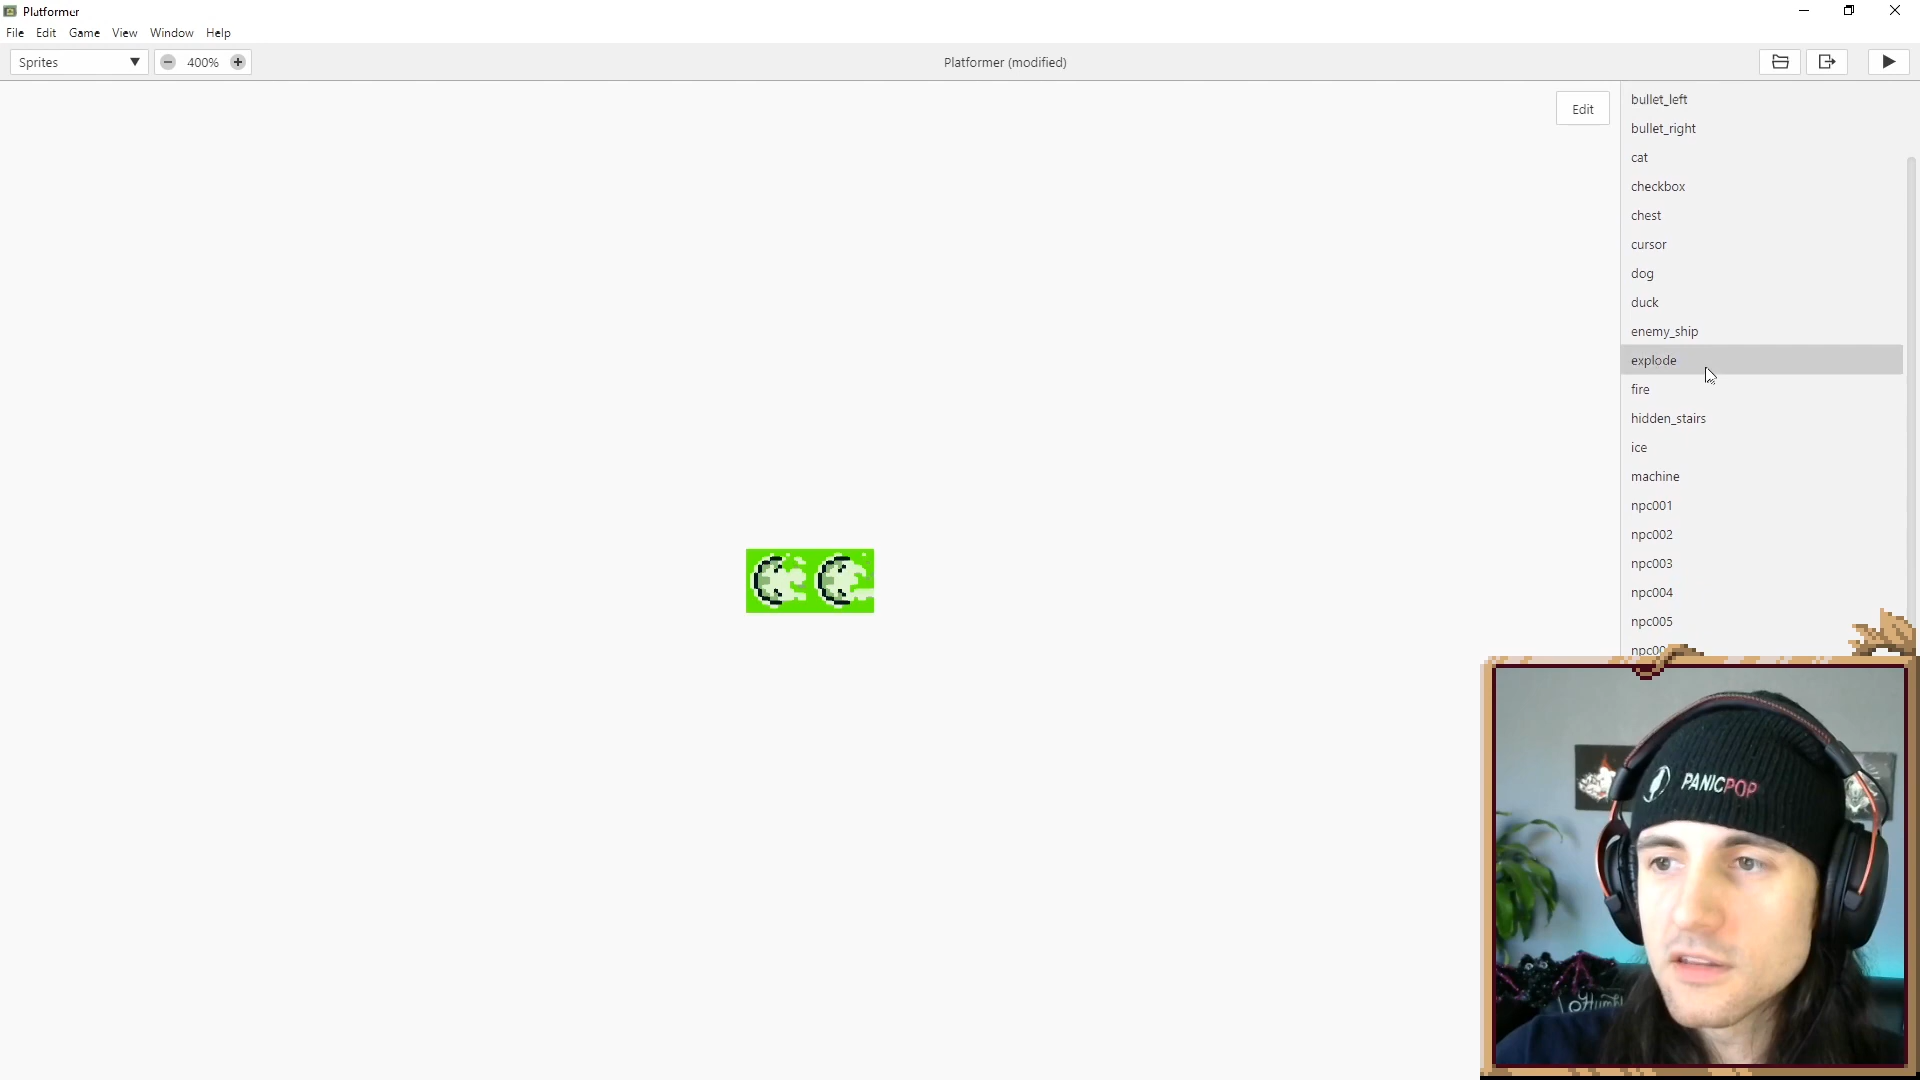 Platformer
File Edit Game View Window Help
Sprites 400% Platformer (modified)
Edit
bullet_left
bullet_right
cat
checkbox
chest
cursor
dog
duck
enemy_ship
explode
fire
hidden_stairs
ice
machine
npc001
npc002
npc003
npc004
npc005
PANICPOP